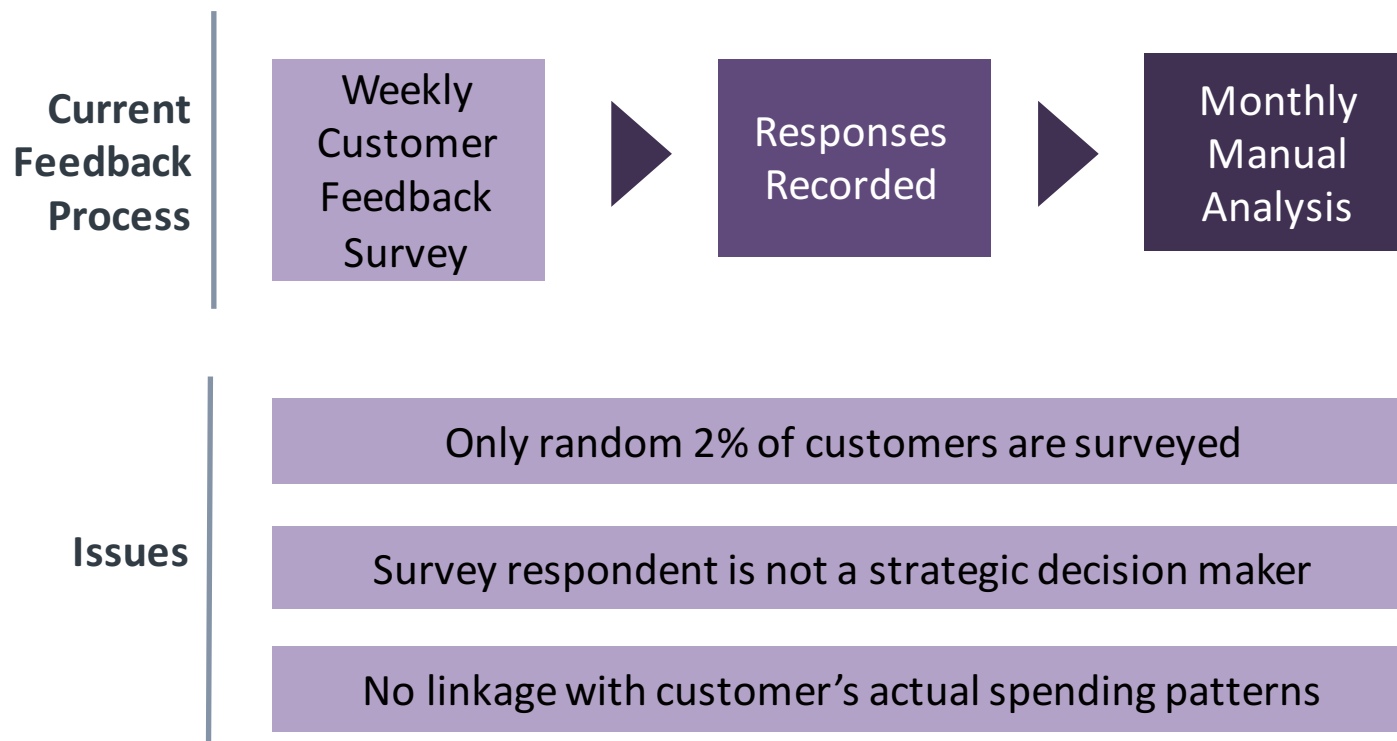 Current
Feedback
Process
Weekly
Customer
Feedback
Survey
Responses
Recorded
Monthly
Manual
Analysis
Issues
Only random 2% of customers are surveyed
Survey respondent is not a strategic decision maker
No linkage with customer’s actual spending patterns